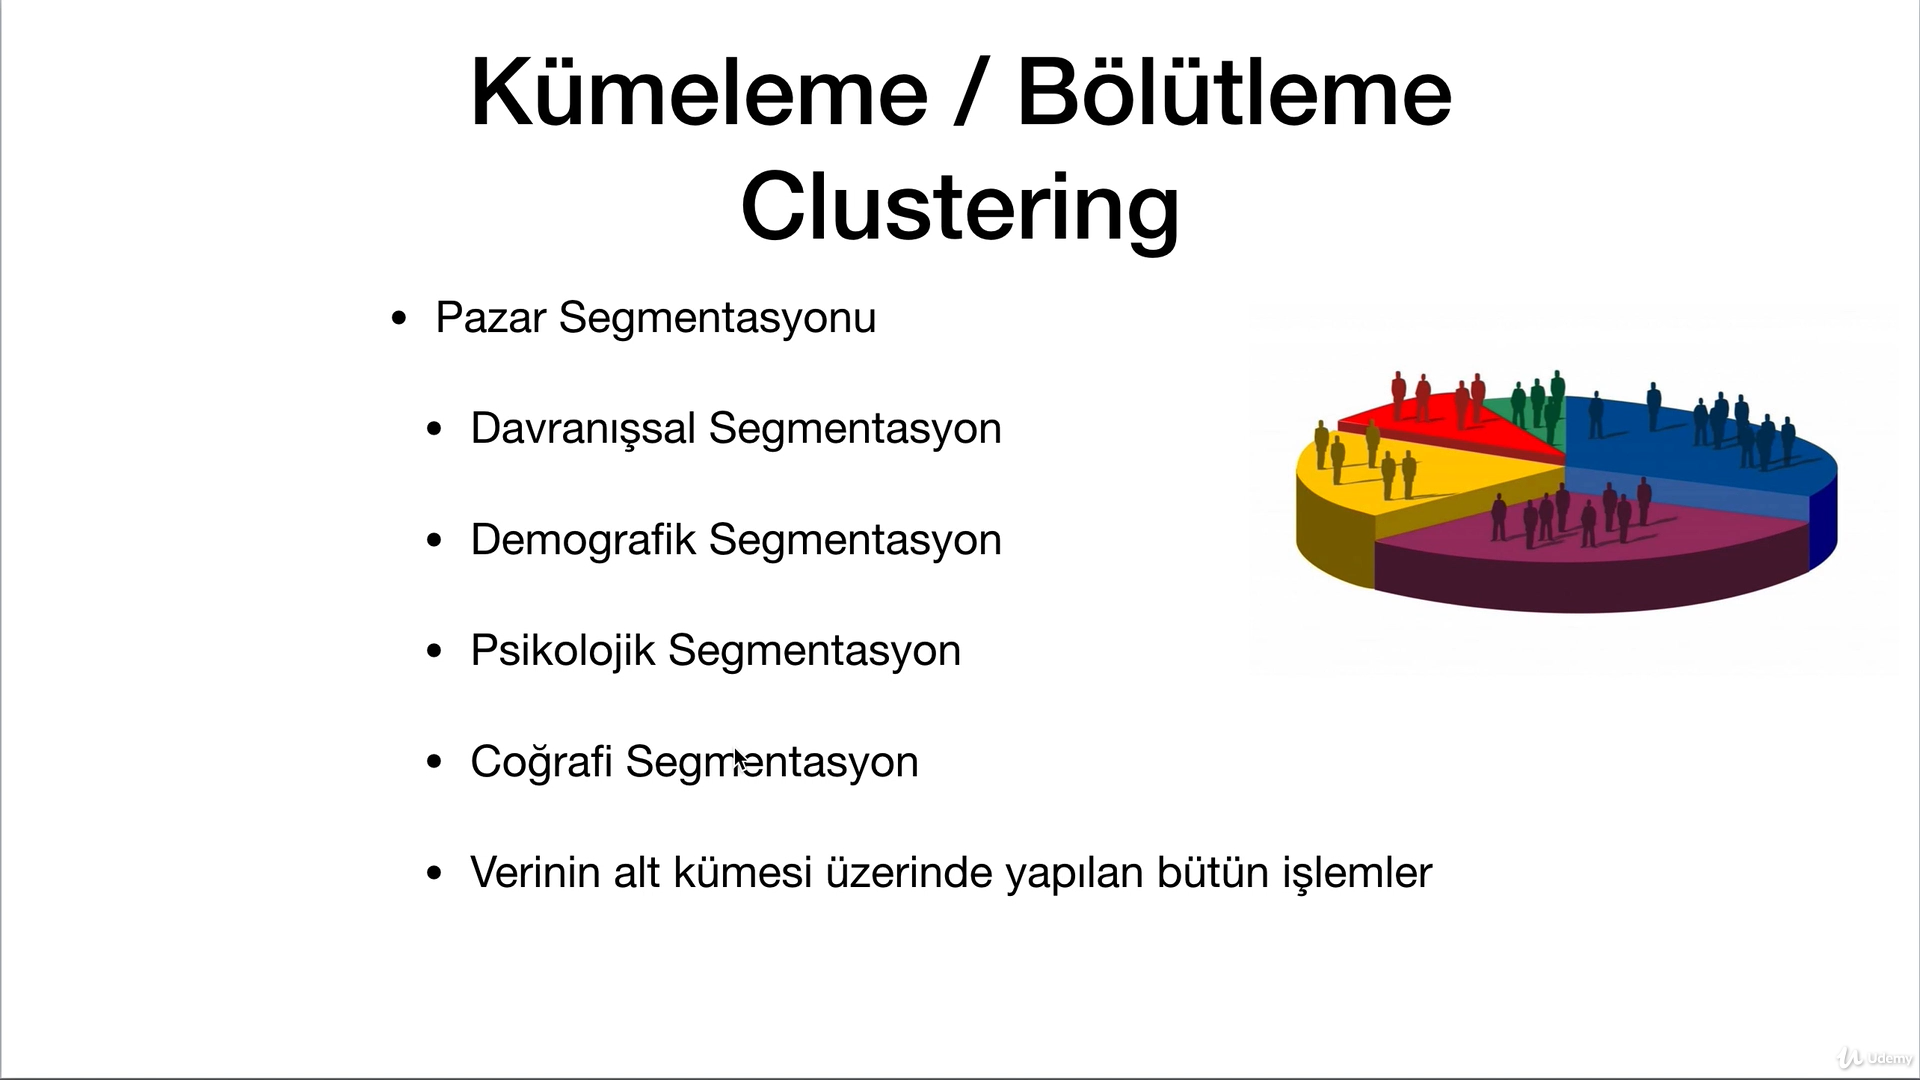 Kümeleme / Bölütleme
Clustering
• Pazar Segmentasyonu
• Davranışsal Segmentasyon
• Demografik Segmentasyon
• Psikolojik Segmentasyon
• Coğrafi Segmentasyon
• Verinin alt kümesi üzerinde yapılan bütün işlemler
Udemy